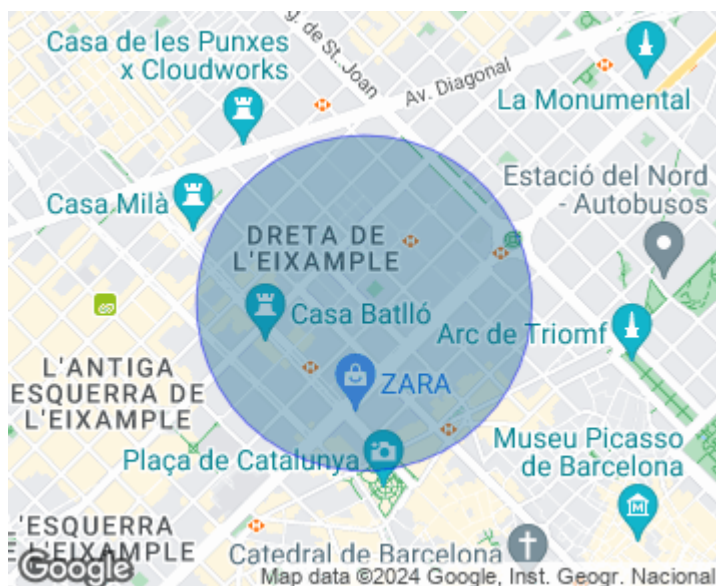 Casa de les Punxes
x Cloudworks
g. de St. Joan
Av. Diagonal
La Monumental
Casa Milà
Estació del Nord
- Autobusos
DRETA DE
L'EIXAMPLE
Casa Batlló
Arc de Triomf
L'ANTIGA
ESQUERRA DE
L'EIXAMPLE
ZARA
Plaça de Catalunya
Museu Picasso
de Barcelona
'ESQUERRA
E L'EIXAMPLE
Catedral de Barcelona
Google
Map data ©2024 Google, Inst. Geogr. Nacional